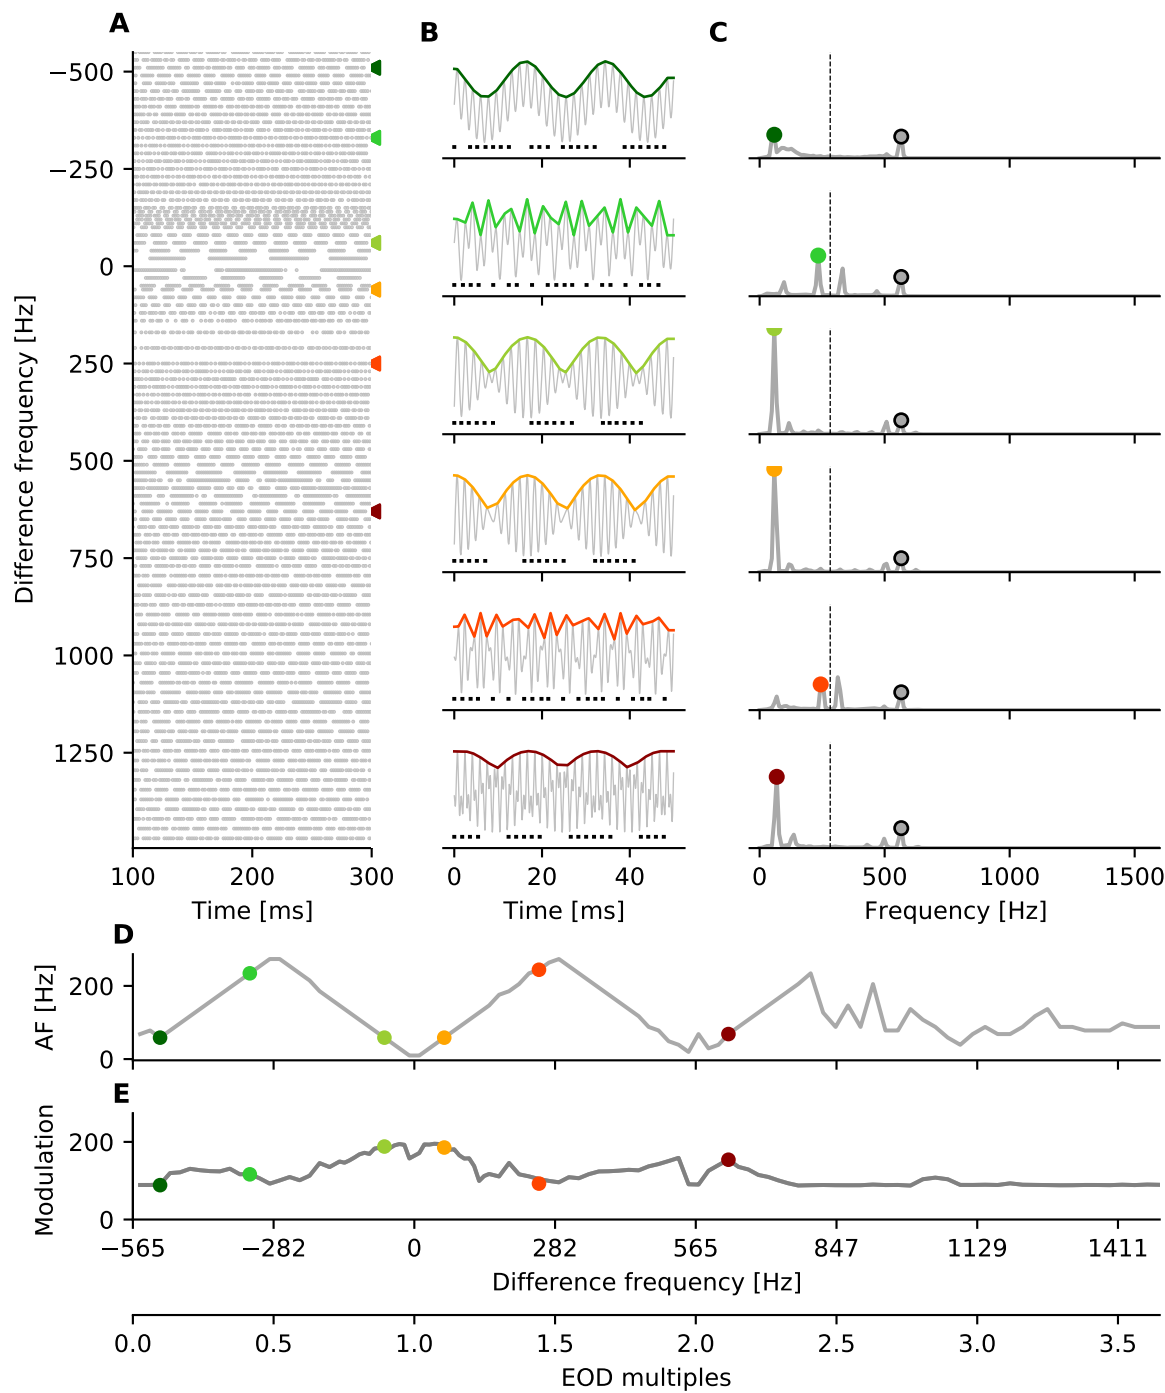 A
B
C
Difference frequency [Hz]
−500
−250
0
250
500
750
1000
1250
100
200
300
Time [ms]
0
20
40
Time [ms]
0
500
1000
1500
Frequency [Hz]
D
AF [Hz]
200
0
E
Modulation
200
0
−565
−282
0
282
565
847
1129
1411
Difference frequency [Hz]
0.0
0.5
1.0
1.5
2.0
2.5
3.0
3.5
EOD multiples